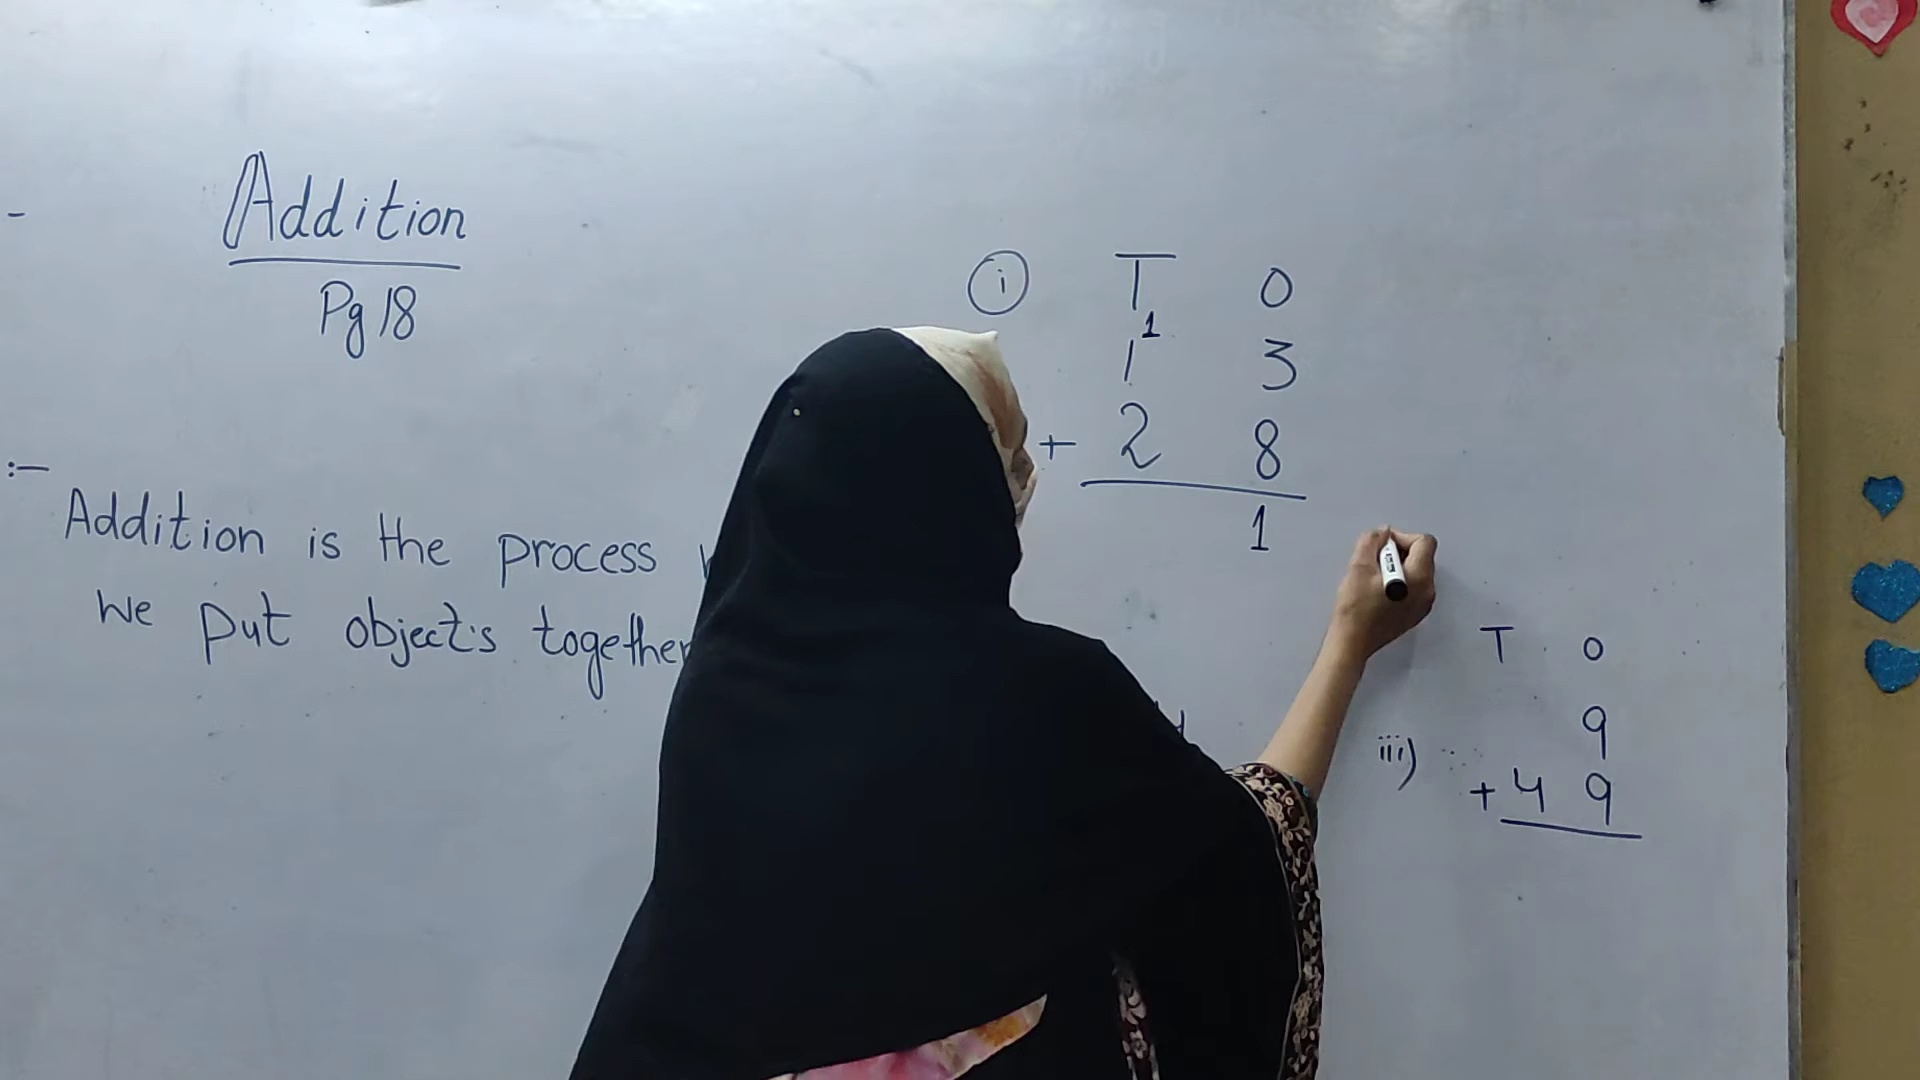 Addition
Pg 18
:-
Addition is the process
we put object's together
i T O
1
1 3
+ 2 8
1
T O
9
iii)
+ 4 9